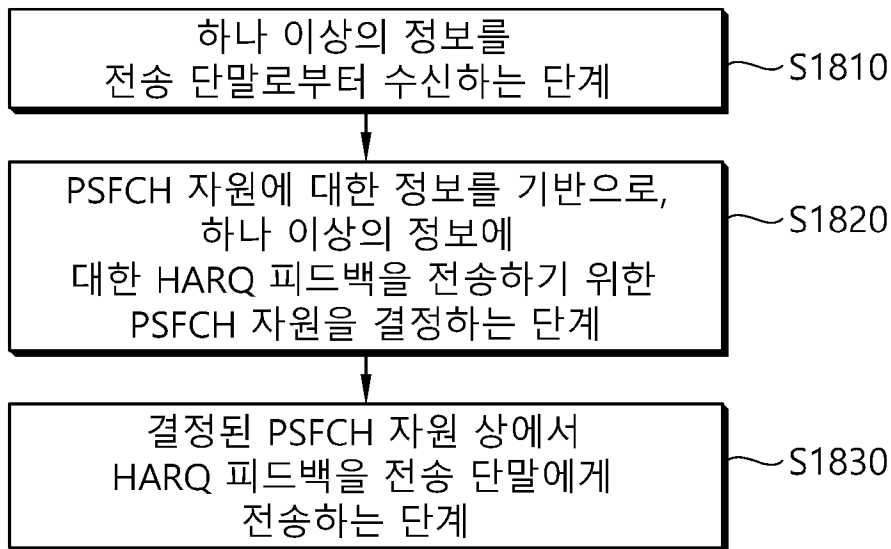 하나 이상의 정보를
전송 단말로부터 수신하는 단계
S1810
PSFCH 자원에 대한 정보를 기반으로,
하나 이상의 정보에
대한 HARQ 피드백을 전송하기 위한
PSFCH 자원을 결정하는 단계
S1820
결정된 PSFCH 자원 상에서
HARQ 피드백을 전송 단말에게
전송하는 단계
S1830